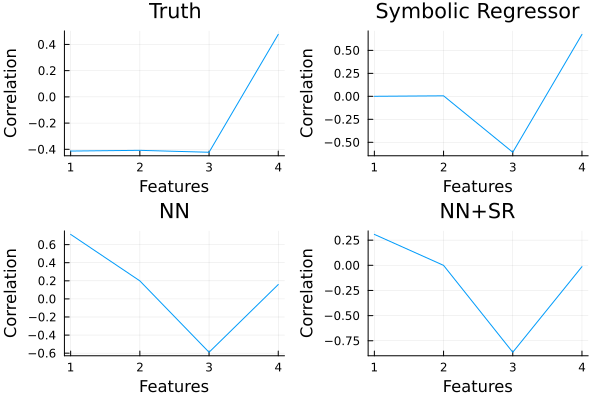 Truth
Correlation
0.4
0.2
0.0
−0.2
−0.4
1 2 3 4
Features
Symbolic Regressor
Correlation
0.50
0.25
0.00
−0.25
−0.50
1 2 3 4
Features
NN
Correlation
0.6
0.4
0.2
0.0
−0.2
−0.4
−0.6
1 2 3 4
Features
NN+SR
Correlation
0.25
0.00
−0.25
−0.50
−0.75
1 2 3 4
Features